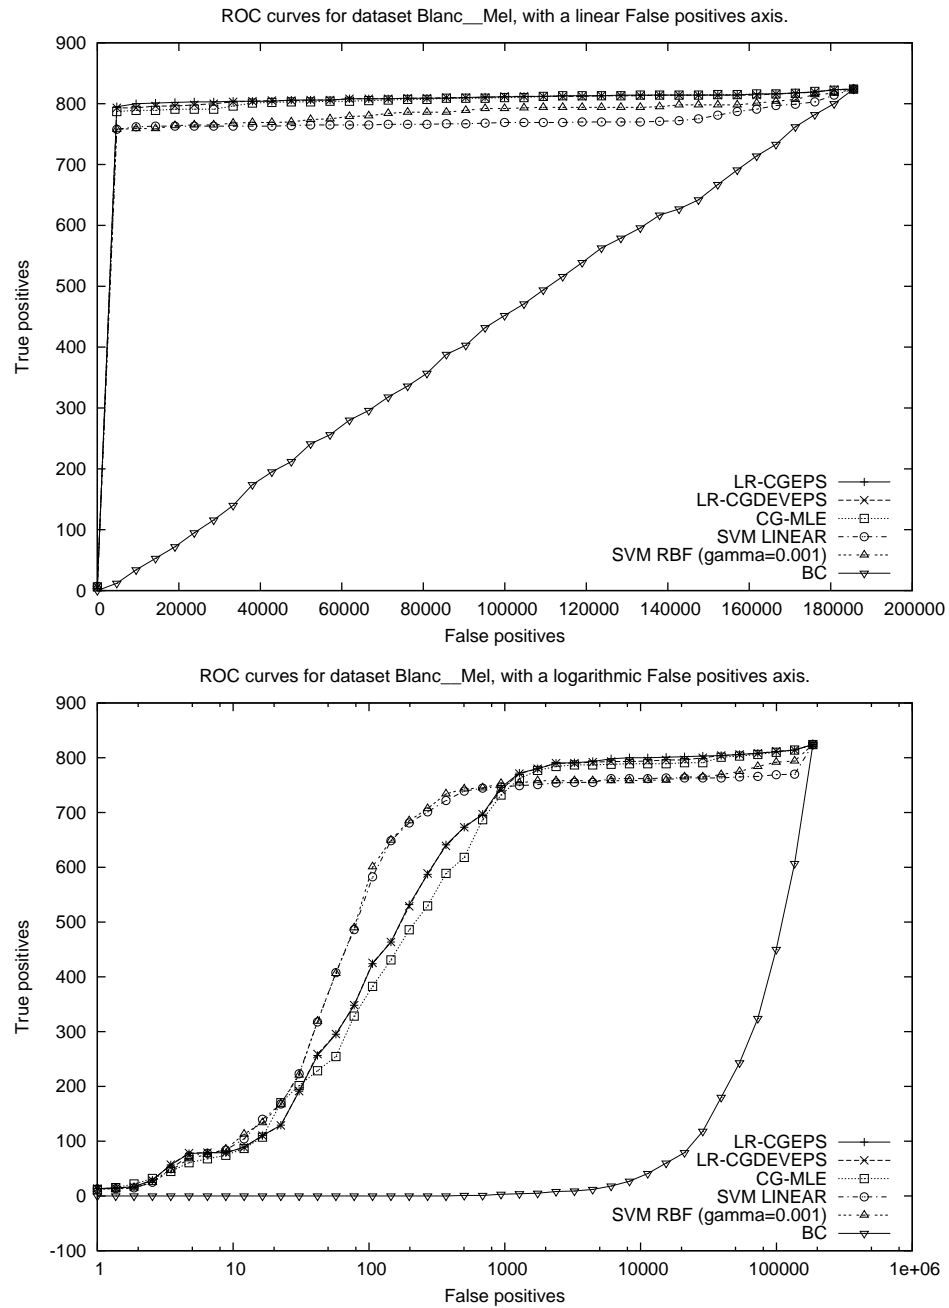 ROC curves for dataset Blanc__Mel, with a linear False positives axis.
900
800
700
600
500
400
300
200
100
0
True positives
LR-CGEPS
LR-CGDEVEPS
CG-MLE
SVM LINEAR
SVM RBF (gamma=0.001)
BC
0 20000 40000 60000 80000 100000 120000 140000 160000 180000 200000
False positives
ROC curves for dataset Blanc__Mel, with a logarithmic False positives axis.
900
800
700
600
500
400
300
200
100
0
-100
True positives
LR-CGEPS
LR-CGDEVEPS
CG-MLE
SVM LINEAR
SVM RBF (gamma=0.001)
BC
1 10 100 1000 10000 100000 1e+06
False positives